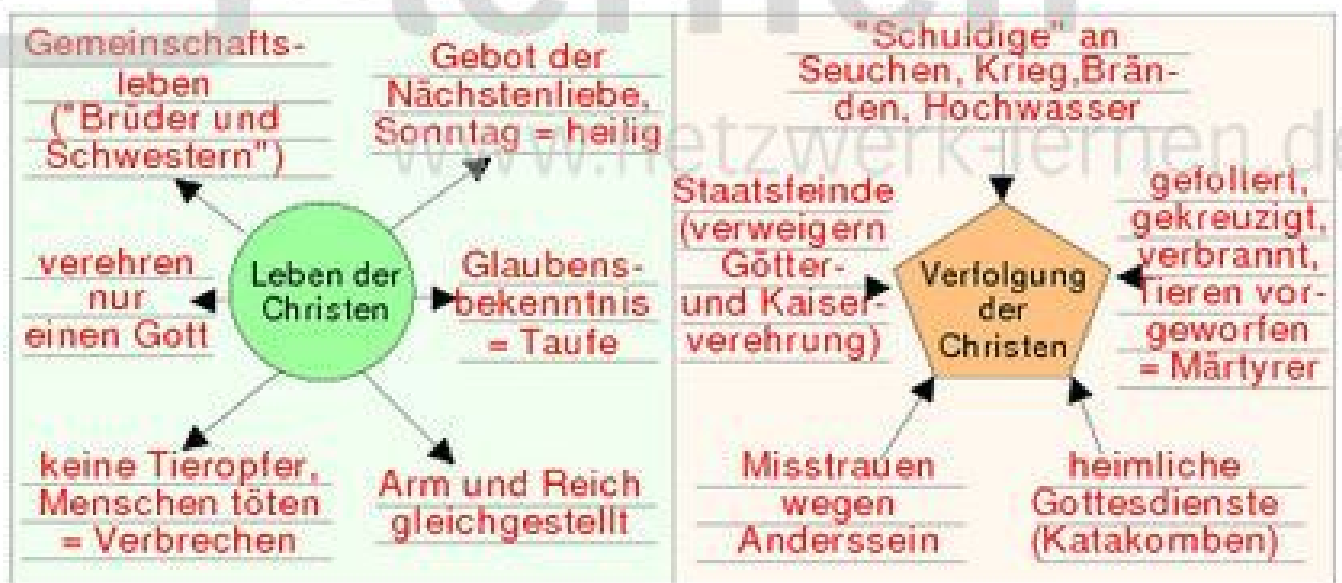 Gemeinschafts-
leben
("Brüder und
Schwestern")
Gebot der
Nächstenliebe,
Sonntag = heilig
verehren
nur
einen Gott
Leben der
Christen
Glaubens-
bekenntnis
= Taufe
keine Tieropfer,
Menschen töten
= Verbrechen
Arm und Reich
gleichgestellt
"Schuldige" an
Seuchen, Krieg,Brän-
den, Hochwasser
www.netzwerk-lernen.de
Staatsfeinde
(verweigern
Götter-
und Kaiser-
verehrung)
Verfolgung
der
Christen
gefoltert,
gekreuzigt,
verbrannt,
Tieren vor-
geworfen
= Märtyrer
Misstrauen
wegen
Anderssein
heimliche
Gottesdienste
(Katakomben)